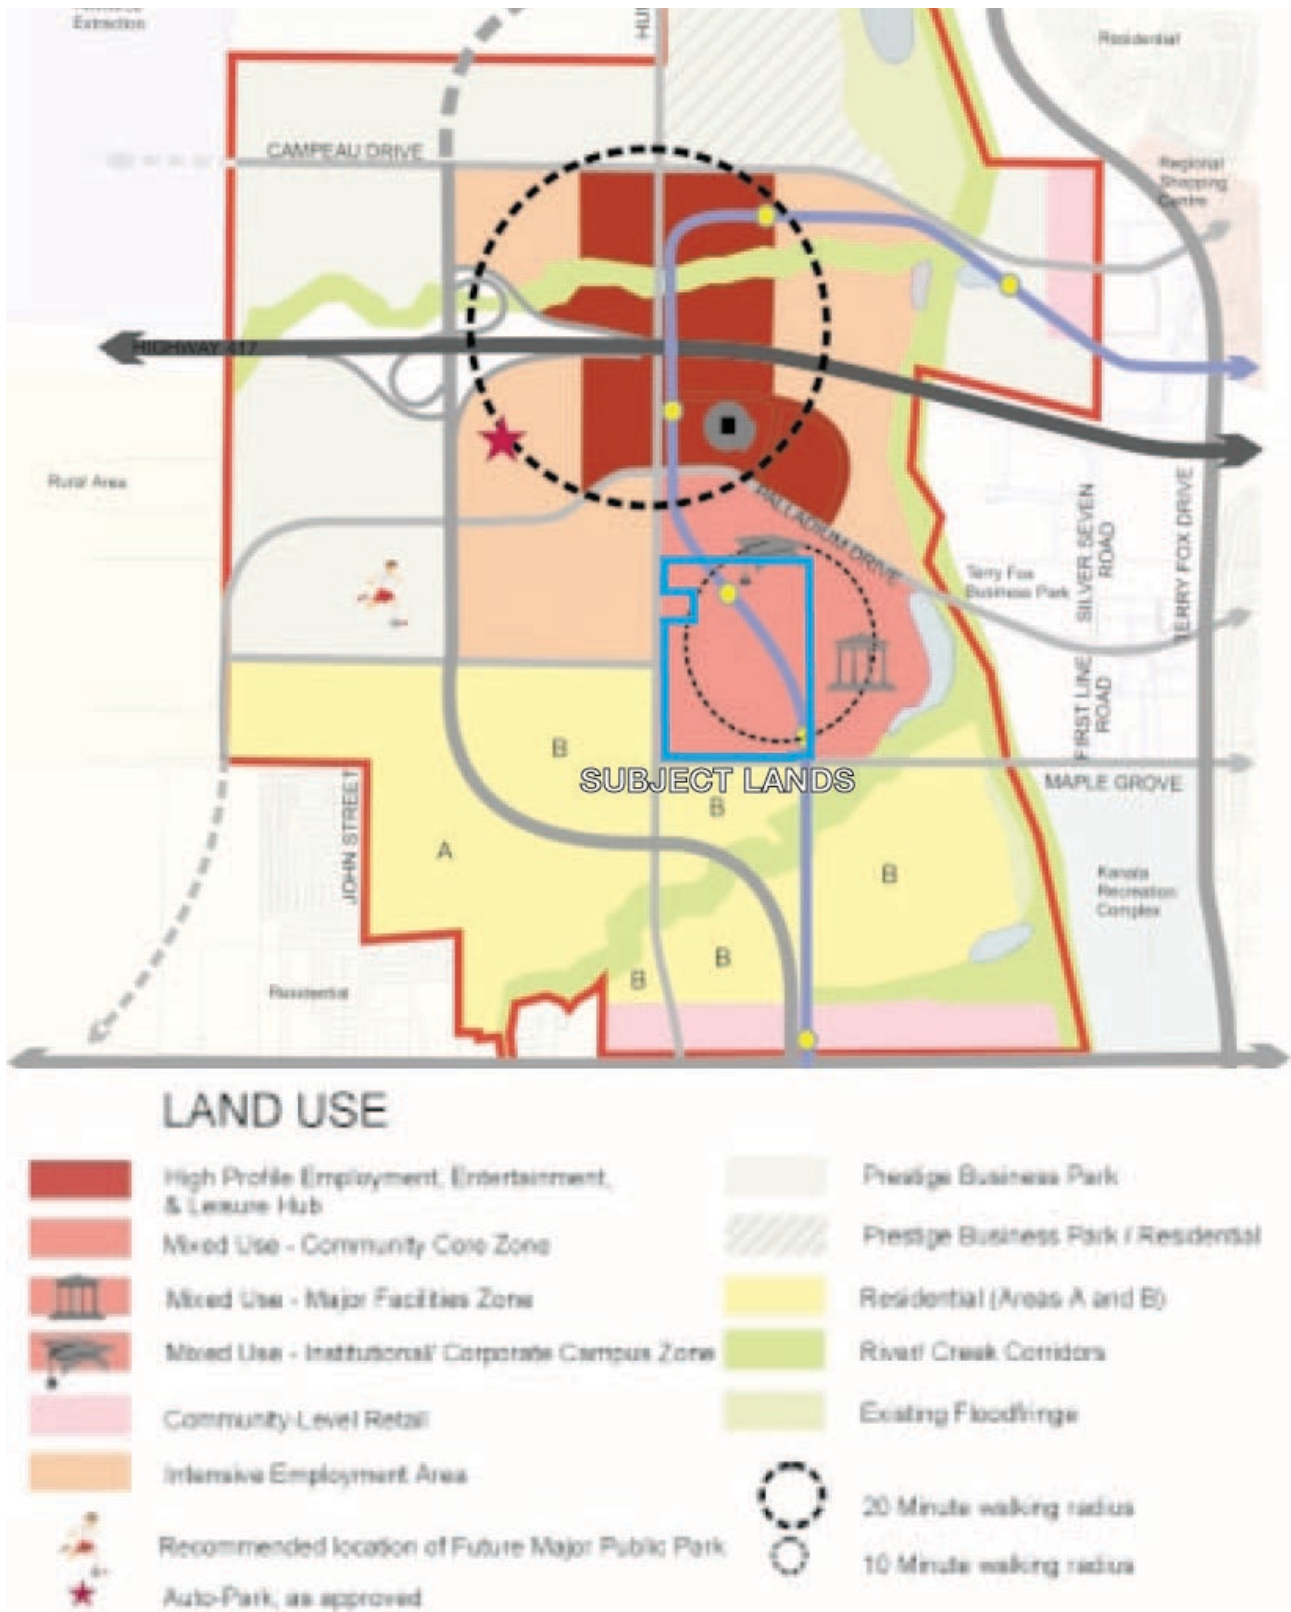 Extraction
HU
Residential
CAMPEAU DRIVE
Regional
Shopping
Centre
HIGHWAY 417
Rural Area
PALLADIUM DRIVE
SILVER SEVEN
ROAD
TERRY FOX DRIVE
Terry Fox
Business Park
FIRST LINE
ROAD
B
SUBJECT LANDS
MAPLE GROVE
B
JOHN STREET
A
B
Kanata
Recreation
Complex
B
B
Residential
LAND USE
High Profile Employment, Entertainment,
& Leisure Hub
Mixed Use - Community Core Zone
Mixed Use - Major Facilities Zone
Mixed Use - Institutional/ Corporate Campus Zone
Community-Level Retail
Intensive Employment Area
Recommended location of Future Major Public Park
Auto-Park, as approved
Prestige Business Park
Prestige Business Park / Residential
Residential (Areas A and B)
River/ Creek Corridors
Existing Floodfringe
20 Minute walking radius
10 Minute walking radius